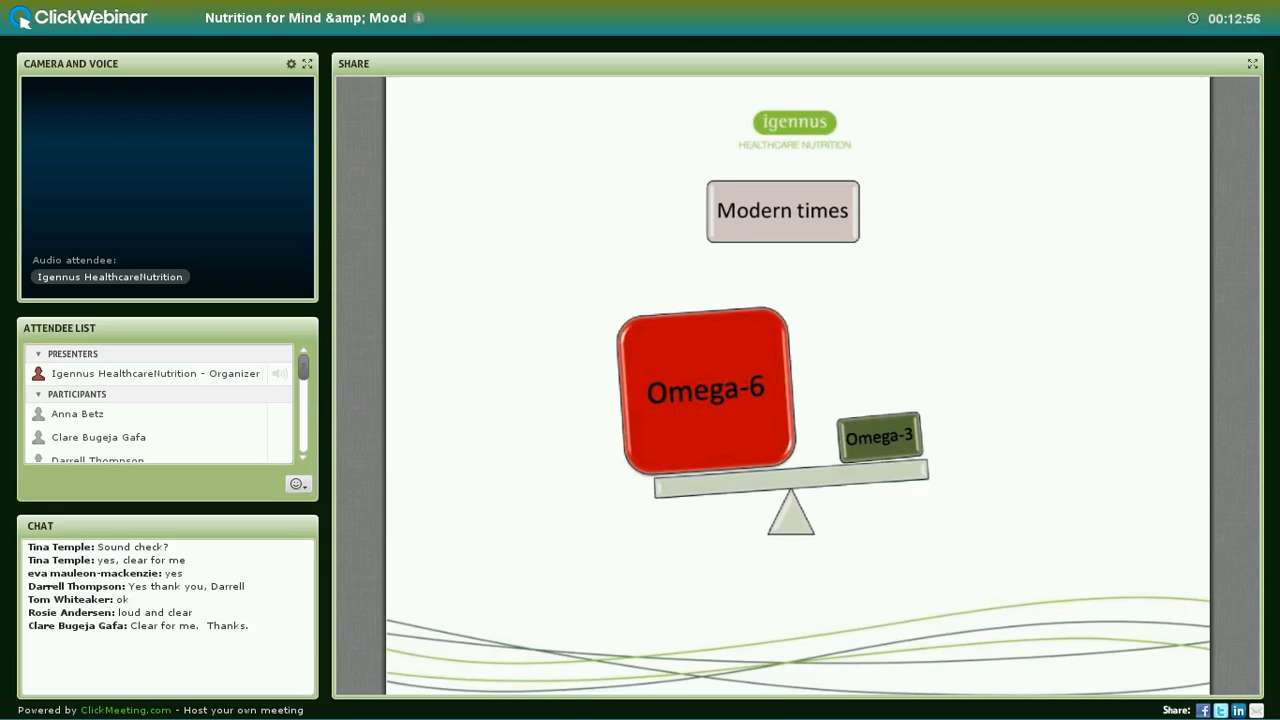 ClickWebinar
Nutrition for Mind &amp; Mood
00:12:56
CAMERA AND VOICE
Audio attendee:
Igennus HealthcareNutrition
ATTENDEE LIST
PRESENTERS
Igennus HealthcareNutrition - Organizer
PARTICIPANTS
Anna Betz
Clare Bugeja Gafa
Darrell Thompson
CHAT
Tina Temple: Sound check?
Tina Temple: yes, clear for me
eva mauleon-mackenzie: yes
Darrell Thompson: Yes thank you, Darrell
Tom Whiteaker: ok
Rosie Andersen: loud and clear
Clare Bugeja Gafa: Clear for me. Thanks.
SHARE
igennus
HEALTHCARE NUTRITION
Modern times
Omega-6
Omega-3
Powered by ClickMeeting.com - Host your own meeting
Share: